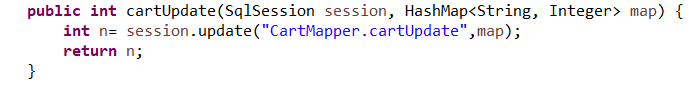 public int cartUpdate(SqlSession session, HashMap<String, Integer> map) {
int n= session.update("CartMapper.cartUpdate",map);
return n;
}